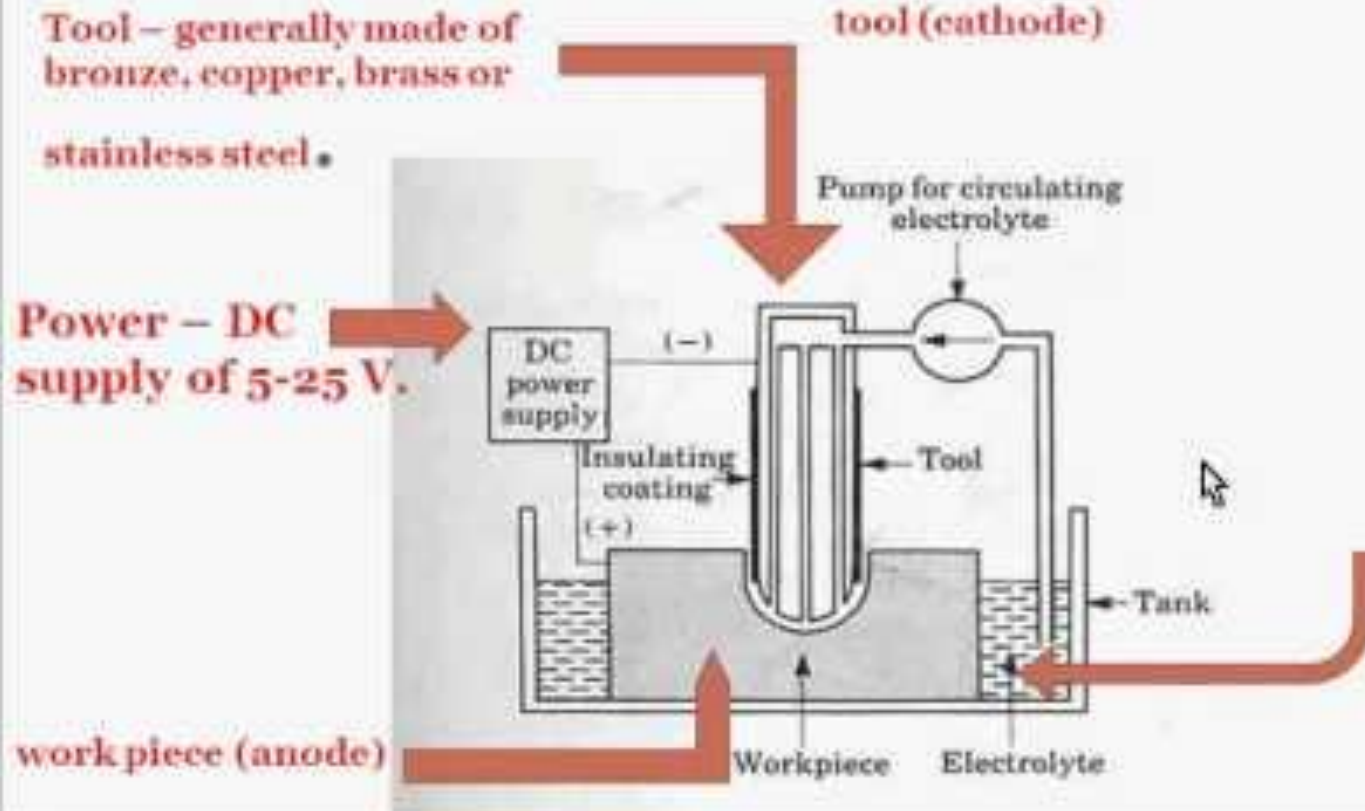 Tool – generally made of
bronze, copper, brass or
stainless steel.
tool (cathode)
Pump for circulating
electrolyte
Power – DC
supply of 5-25 V.
DC
power
supply
(−)
Insulating
coating
Tool
(+)
Tank
work piece (anode)
Workpiece
Electrolyte